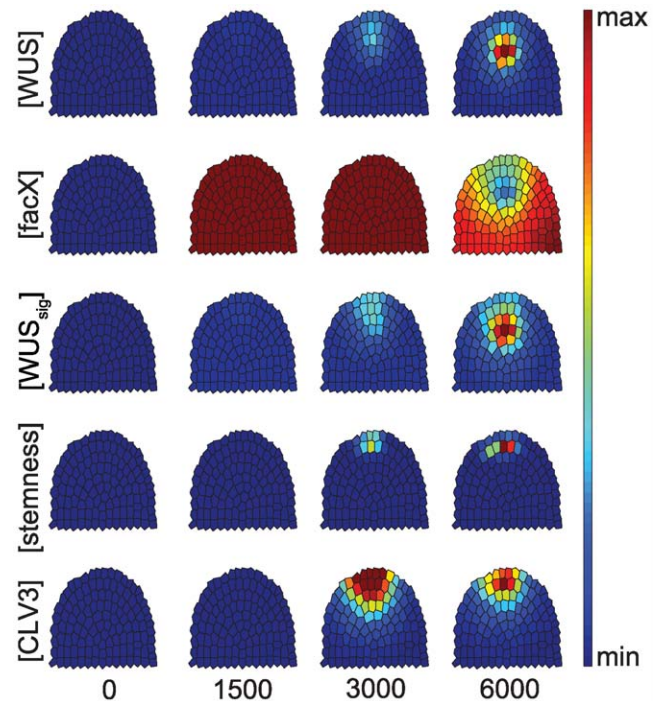 max
[WUS]
[facX]
[WUSsig]
[stemness]
[CLV3]
min
0 1500 3000 6000